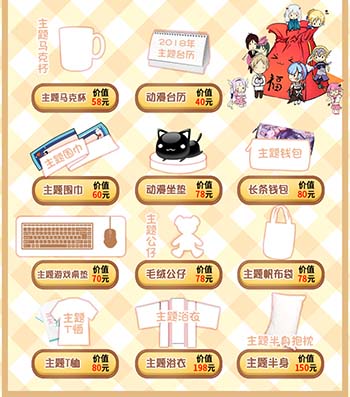 主题马克杯
2018年
主题台历
福
主题马克杯 价值58元
动漫台历 价值40元
主题围巾
主题钱包
主题围巾 价值60元
动漫坐垫 价值78元
长条钱包 价值80元
主题公仔
主题游戏桌垫 价值70元
毛绒公仔 价值78元
主题帆布袋 价值78元
主题
T恤
主题浴衣
主题半身抱枕
主题T恤 价值80元
主题浴衣 价值198元
主题半身 价值150元